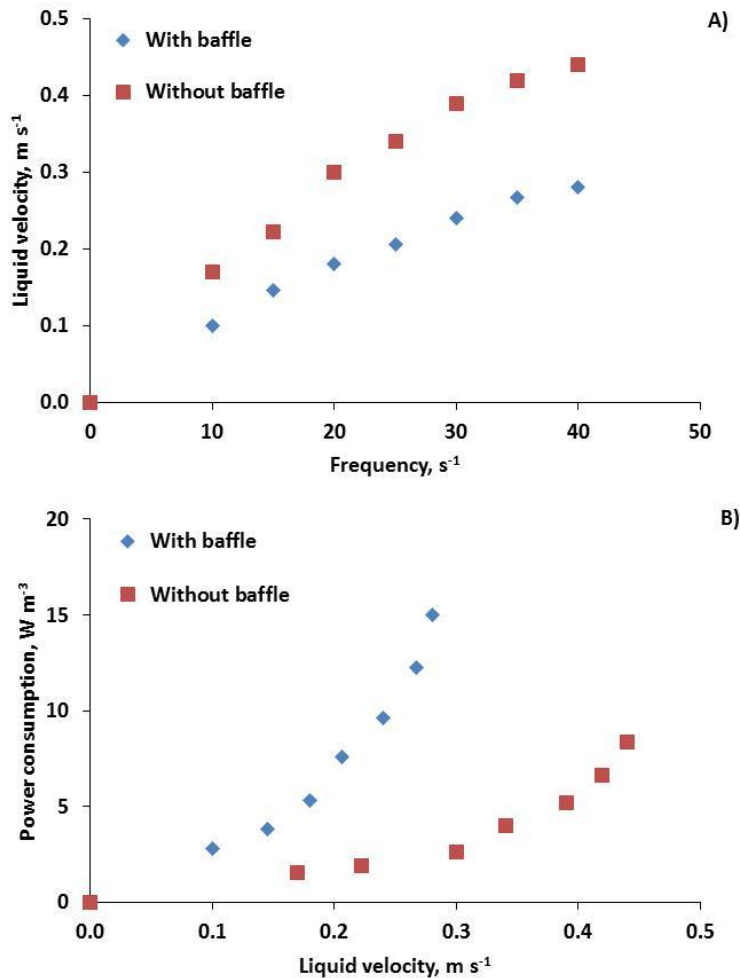 A)
With baffle
Without baffle
Liquid velocity, m s⁻¹
0.5
0.4
0.3
0.2
0.1
0.0
0 10 20 30 40 50
Frequency, s⁻¹
B)
With baffle
Without baffle
Power consumption, W m⁻³
20
15
10
5
0
0.0 0.1 0.2 0.3 0.4 0.5
Liquid velocity, m s⁻¹